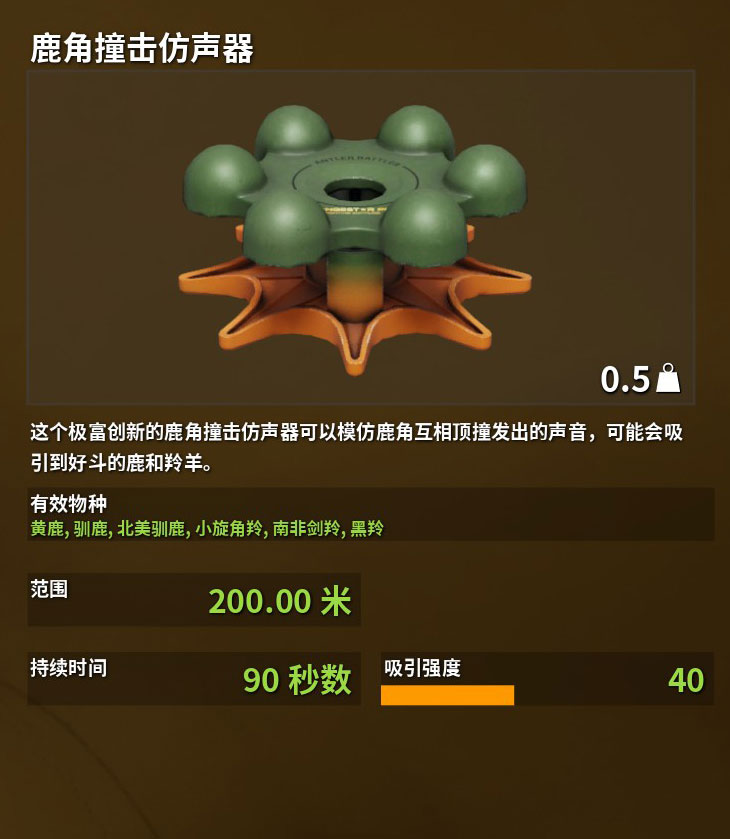 鹿角撞击仿声器
ANTLER RATTLER
0.5
这个极富创新的鹿角撞击仿声器可以模仿鹿角互相顶撞发出的声音，可能会吸
引到好斗的鹿和羚羊。
有效物种
黄鹿, 驯鹿, 北美驯鹿, 小旋角羚, 南非剑羚, 黑羚
范围
200.00 米
持续时间
90 秒数
吸引强度
40